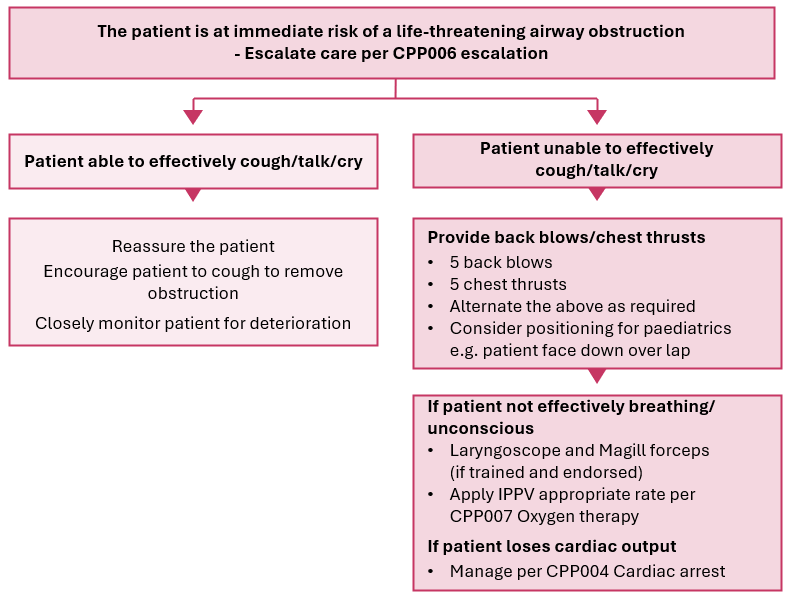 The patient is at immediate risk of a life-threatening airway obstruction
- Escalate care per CPP006 escalation
Patient able to effectively cough/talk/cry
Patient unable to effectively
cough/talk/cry
Reassure the patient
Encourage patient to cough to remove
obstruction
Closely monitor patient for deterioration
Provide back blows/chest thrusts
• 5 back blows
• 5 chest thrusts
• Alternate the above as required
• Consider positioning for paediatrics
e.g. patient face down over lap
If patient not effectively breathing/
unconscious
• Laryngoscope and Magill forceps
(if trained and endorsed)
• Apply IPPV appropriate rate per
CPP007 Oxygen therapy
If patient loses cardiac output
• Manage per CPP004 Cardiac arrest